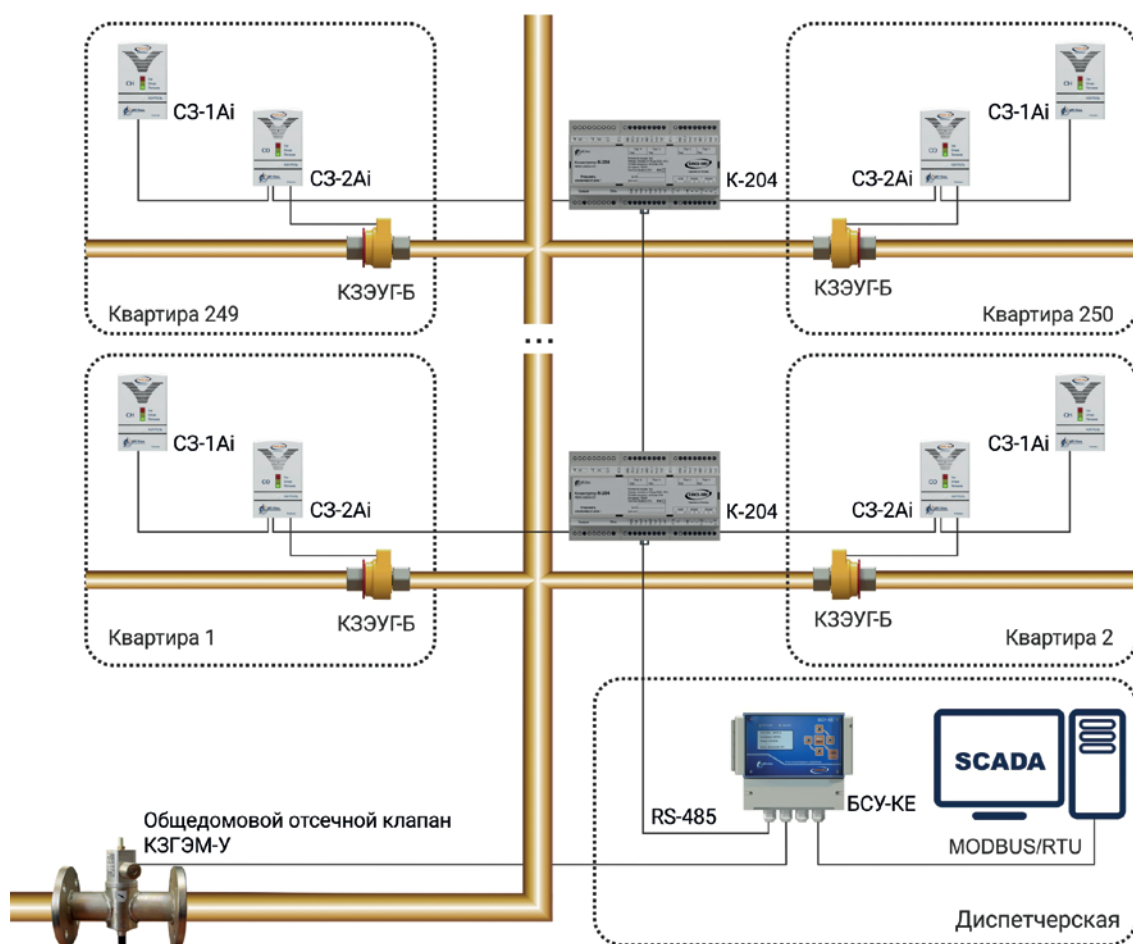 СЗ-1Ai
СЗ-2Ai
КЗЭУГ-Б
Квартира 249
К-204
СЗ-1Ai
СЗ-2Ai
КЗЭУГ-Б
Квартира 250
...
СЗ-1Ai
СЗ-2Ai
КЗЭУГ-Б
Квартира 1
К-204
СЗ-1Ai
СЗ-2Ai
КЗЭУГ-Б
Квартира 2
Общедомовой отсечной клапан
КЗГЭМ-У
RS-485
БСУ-КЕ
SCADA
MODBUS/RTU
Диспетчерская